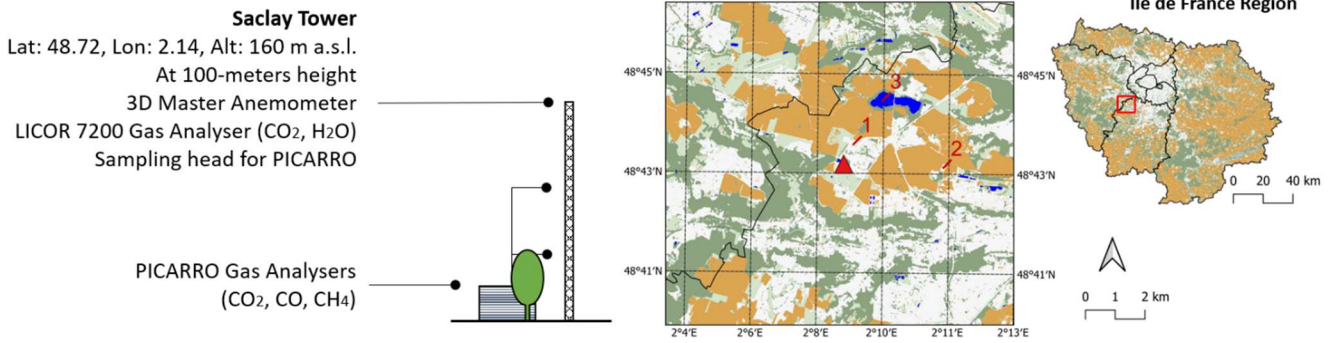 Saclay Tower
Lat: 48.72, Lon: 2.14, Alt: 160 m a.s.l.
At 100-meters height
3D Master Anemometer
LICOR 7200 Gas Analyser (CO2, H2O)
Sampling head for PICARRO
PICARRO Gas Analysers
(CO2, CO, CH4)
48°45'N
48°43'N
48°41'N
3
1
2
48°45'N
48°43'N
48°41'N
2°4'E
2°6'E
2°8'E
2°10'E
2°11'E
2°13'E
Ile de France Region
0 20 40 km
0 1 2 km